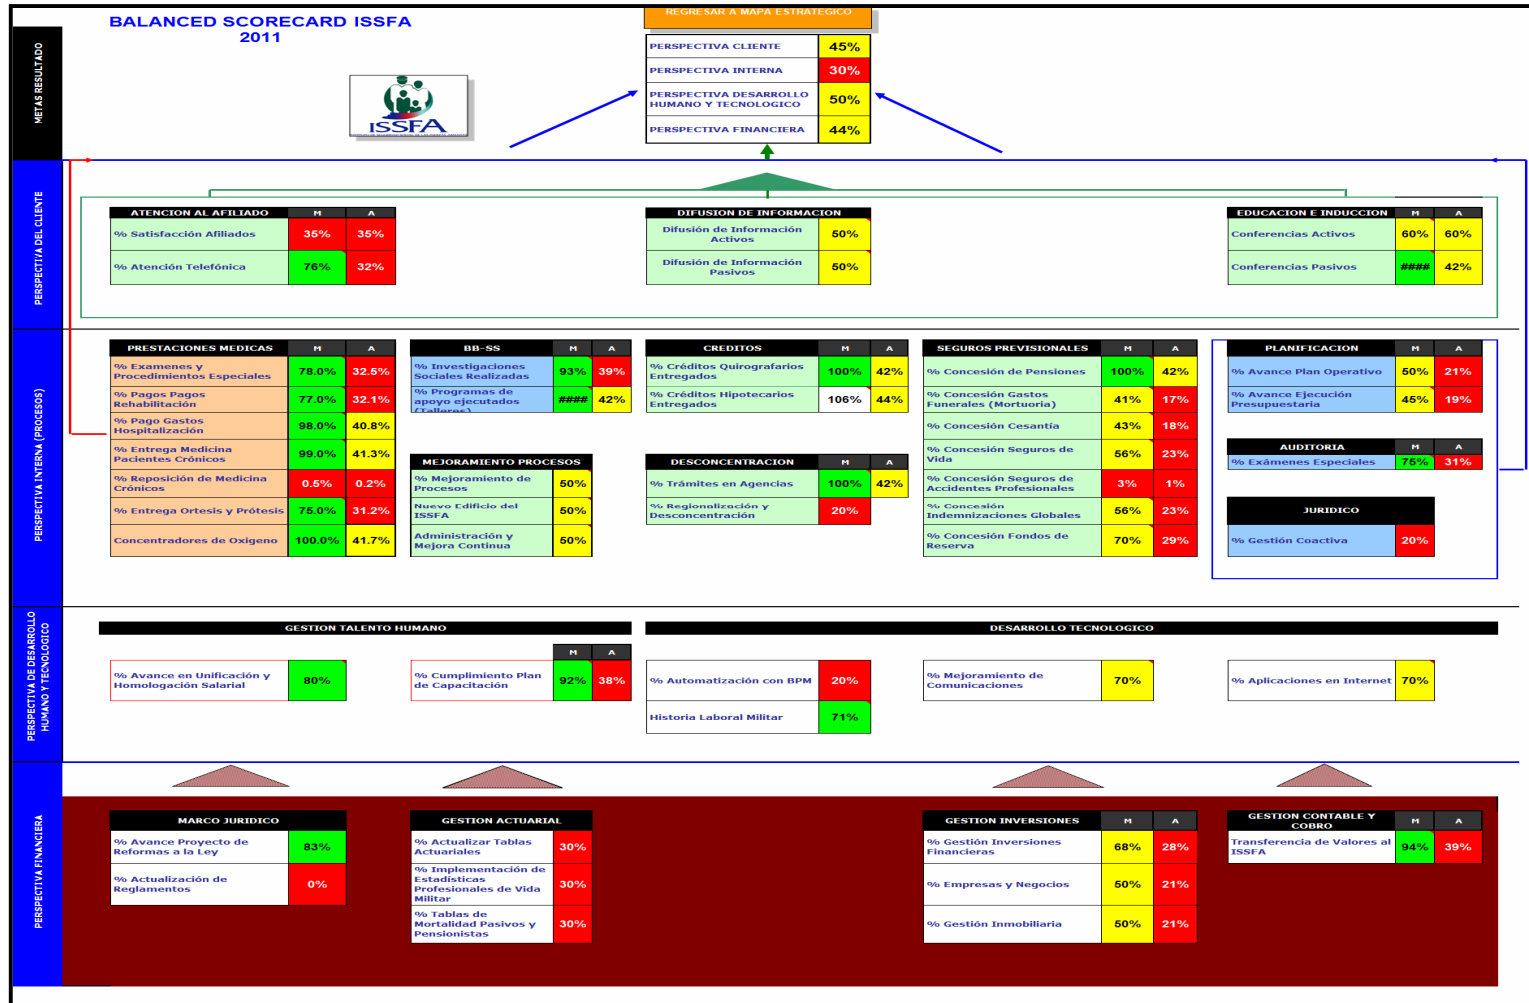 BALANCED SCORECARD ISSFA
2011
REGRESAR A MAPA ESTRATEGICO
METAS RESULTADO
PERSPECTIVA CLIENTE 45%
PERSPECTIVA INTERNA 30%
PERSPECTIVA DESARROLLO
HUMANO Y TECNOLOGICO 50%
PERSPECTIVA FINANCIERA 44%
ISSFA
PERSPECTIVA DEL CLIENTE
ATENCION AL AFILIADO M A
% Satisfacción Afiliados 35% 35%
% Atención Telefónica 76% 32%
DIFUSION DE INFORMACION
Difusión de Información
Activos 50%
Difusión de Información
Pasivos 50%
EDUCACION E INDUCCION M A
Conferencias Activos 60% 60%
Conferencias Pasivos #### 42%
PERSPECTIVA INTERNA (PROCESOS)
PRESTACIONES MEDICAS M A
% Examenes y
Procedimientos Especiales 78.0% 32.5%
% Pagos Pagos
Rehabilitación 77.0% 32.1%
% Pago Gastos
Hospitalización 98.0% 40.8%
% Entrega Medicina
Pacientes Crónicos 99.0% 41.3%
% Reposición de Medicina
Crónicos 0.5% 0.2%
% Entrega Ortesis y Prótesis 75.0% 31.2%
Concentradores de Oxigeno 100.0% 41.7%
BB-SS M A
% Investigaciones
Sociales Realizadas 93% 39%
% Programas de
apoyo ejecutados
(Talleres) #### 42%
MEJORAMIENTO PROCESOS
% Mejoramiento de
Procesos 50%
Nuevo Edificio del
ISSFA 50%
Administración y
Mejora Continua 50%
CREDITOS M A
% Créditos Quirografarios
Entregados 100% 42%
% Créditos Hipotecarios
Entregados 106% 44%
DESCONCENTRACION M A
% Trámites en Agencias 100% 42%
% Regionalización y
Desconcentración 20%
SEGUROS PREVISIONALES M A
% Concesión de Pensiones 100% 42%
% Concesión Gastos
Funerales (Mortuoria) 41% 17%
% Concesión Cesantía 43% 18%
% Concesión Seguros de
Vida 56% 23%
% Concesión Seguros de
Accidentes Profesionales 3% 1%
% Concesión
Indemnizaciones Globales 56% 23%
% Concesión Fondos de
Reserva 70% 29%
PLANIFICACION M A
% Avance Plan Operativo 50% 21%
% Avance Ejecución
Presupuestaria 45% 19%
AUDITORIA M A
% Exámenes Especiales 75% 31%
JURIDICO
% Gestión Coactiva 20%
PERSPECTIVA DE DESARROLLO
HUMANO Y TECNOLOGICO
GESTION TALENTO HUMANO
% Avance en Unificación y
Homologación Salarial 80%
M A
% Cumplimiento Plan
de Capacitación 92% 38%
DESARROLLO TECNOLOGICO
% Automatización con BPM 20%
Historia Laboral Militar 71%
% Mejoramiento de
Comunicaciones 70%
% Aplicaciones en Internet 70%
PERSPECTIVA FINANCIERA
MARCO JURIDICO
% Avance Proyecto de
Reformas a la Ley 83%
% Actualización de
Reglamentos 0%
GESTION ACTUARIAL
% Actualizar Tablas
Actuariales 30%
% Implementación de
Estadísticas
Profesionales de Vida
Militar 30%
% Tablas de
Mortalidad Pasivos y
Pensionistas 30%
GESTION INVERSIONES M A
% Gestión Inversiones
Financieras 68% 28%
% Empresas y Negocios 50% 21%
% Gestión Inmobiliaria 50% 21%
GESTION CONTABLE Y
COBRO M A
Transferencia de Valores al
ISSFA 94% 39%